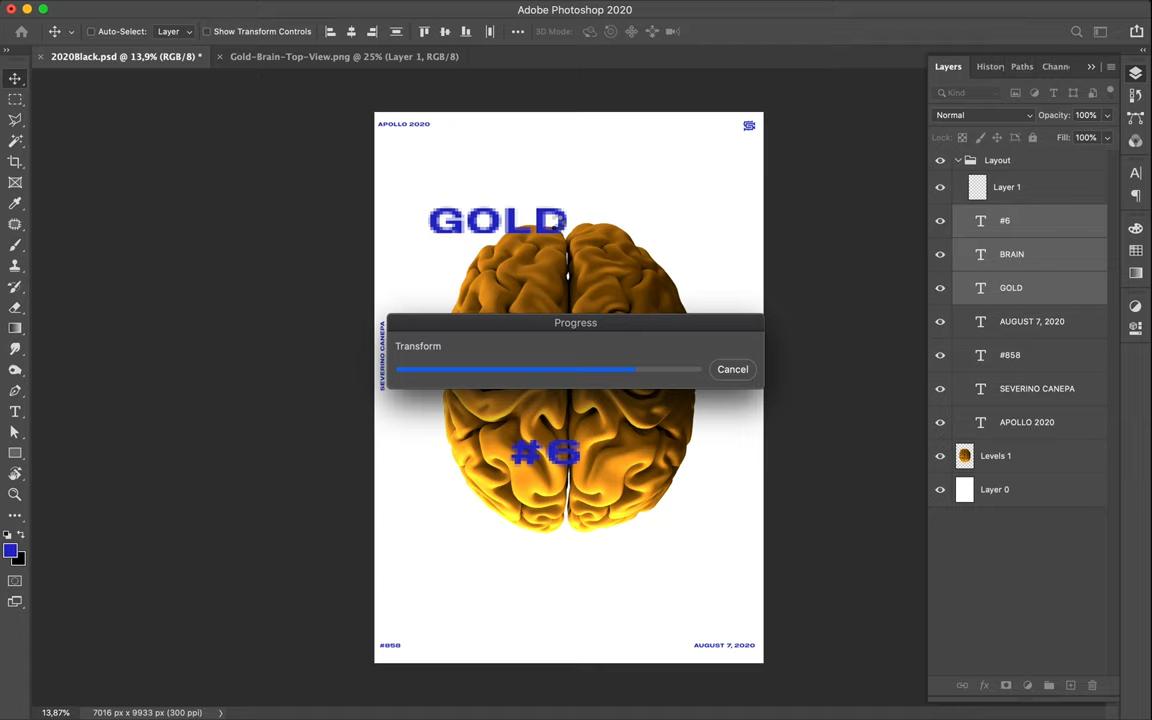 Adobe Photoshop 2020
Auto-Select: Layer Show Transform Controls 3D Mode:
2020Black.psd @ 13,9% (RGB/8) * Gold-Brain-Top-View.png @ 25% (Layer 1, RGB/8)
Layers Histor Paths Chann
Kind
Normal Opacity: 100%
Lock: Fill: 100%
Layout
Layer 1
#6
BRAIN
GOLD
AUGUST 7, 2020
#858
SEVERINO CANEPA
APOLLO 2020
Levels 1
Layer 0
APOLLO 2020
GOLD
SEVERINO CANEPA
Progress
Transform
Cancel
#6
#858 AUGUST 7, 2020
13,87% 7016 px x 9933 px (300 ppi)